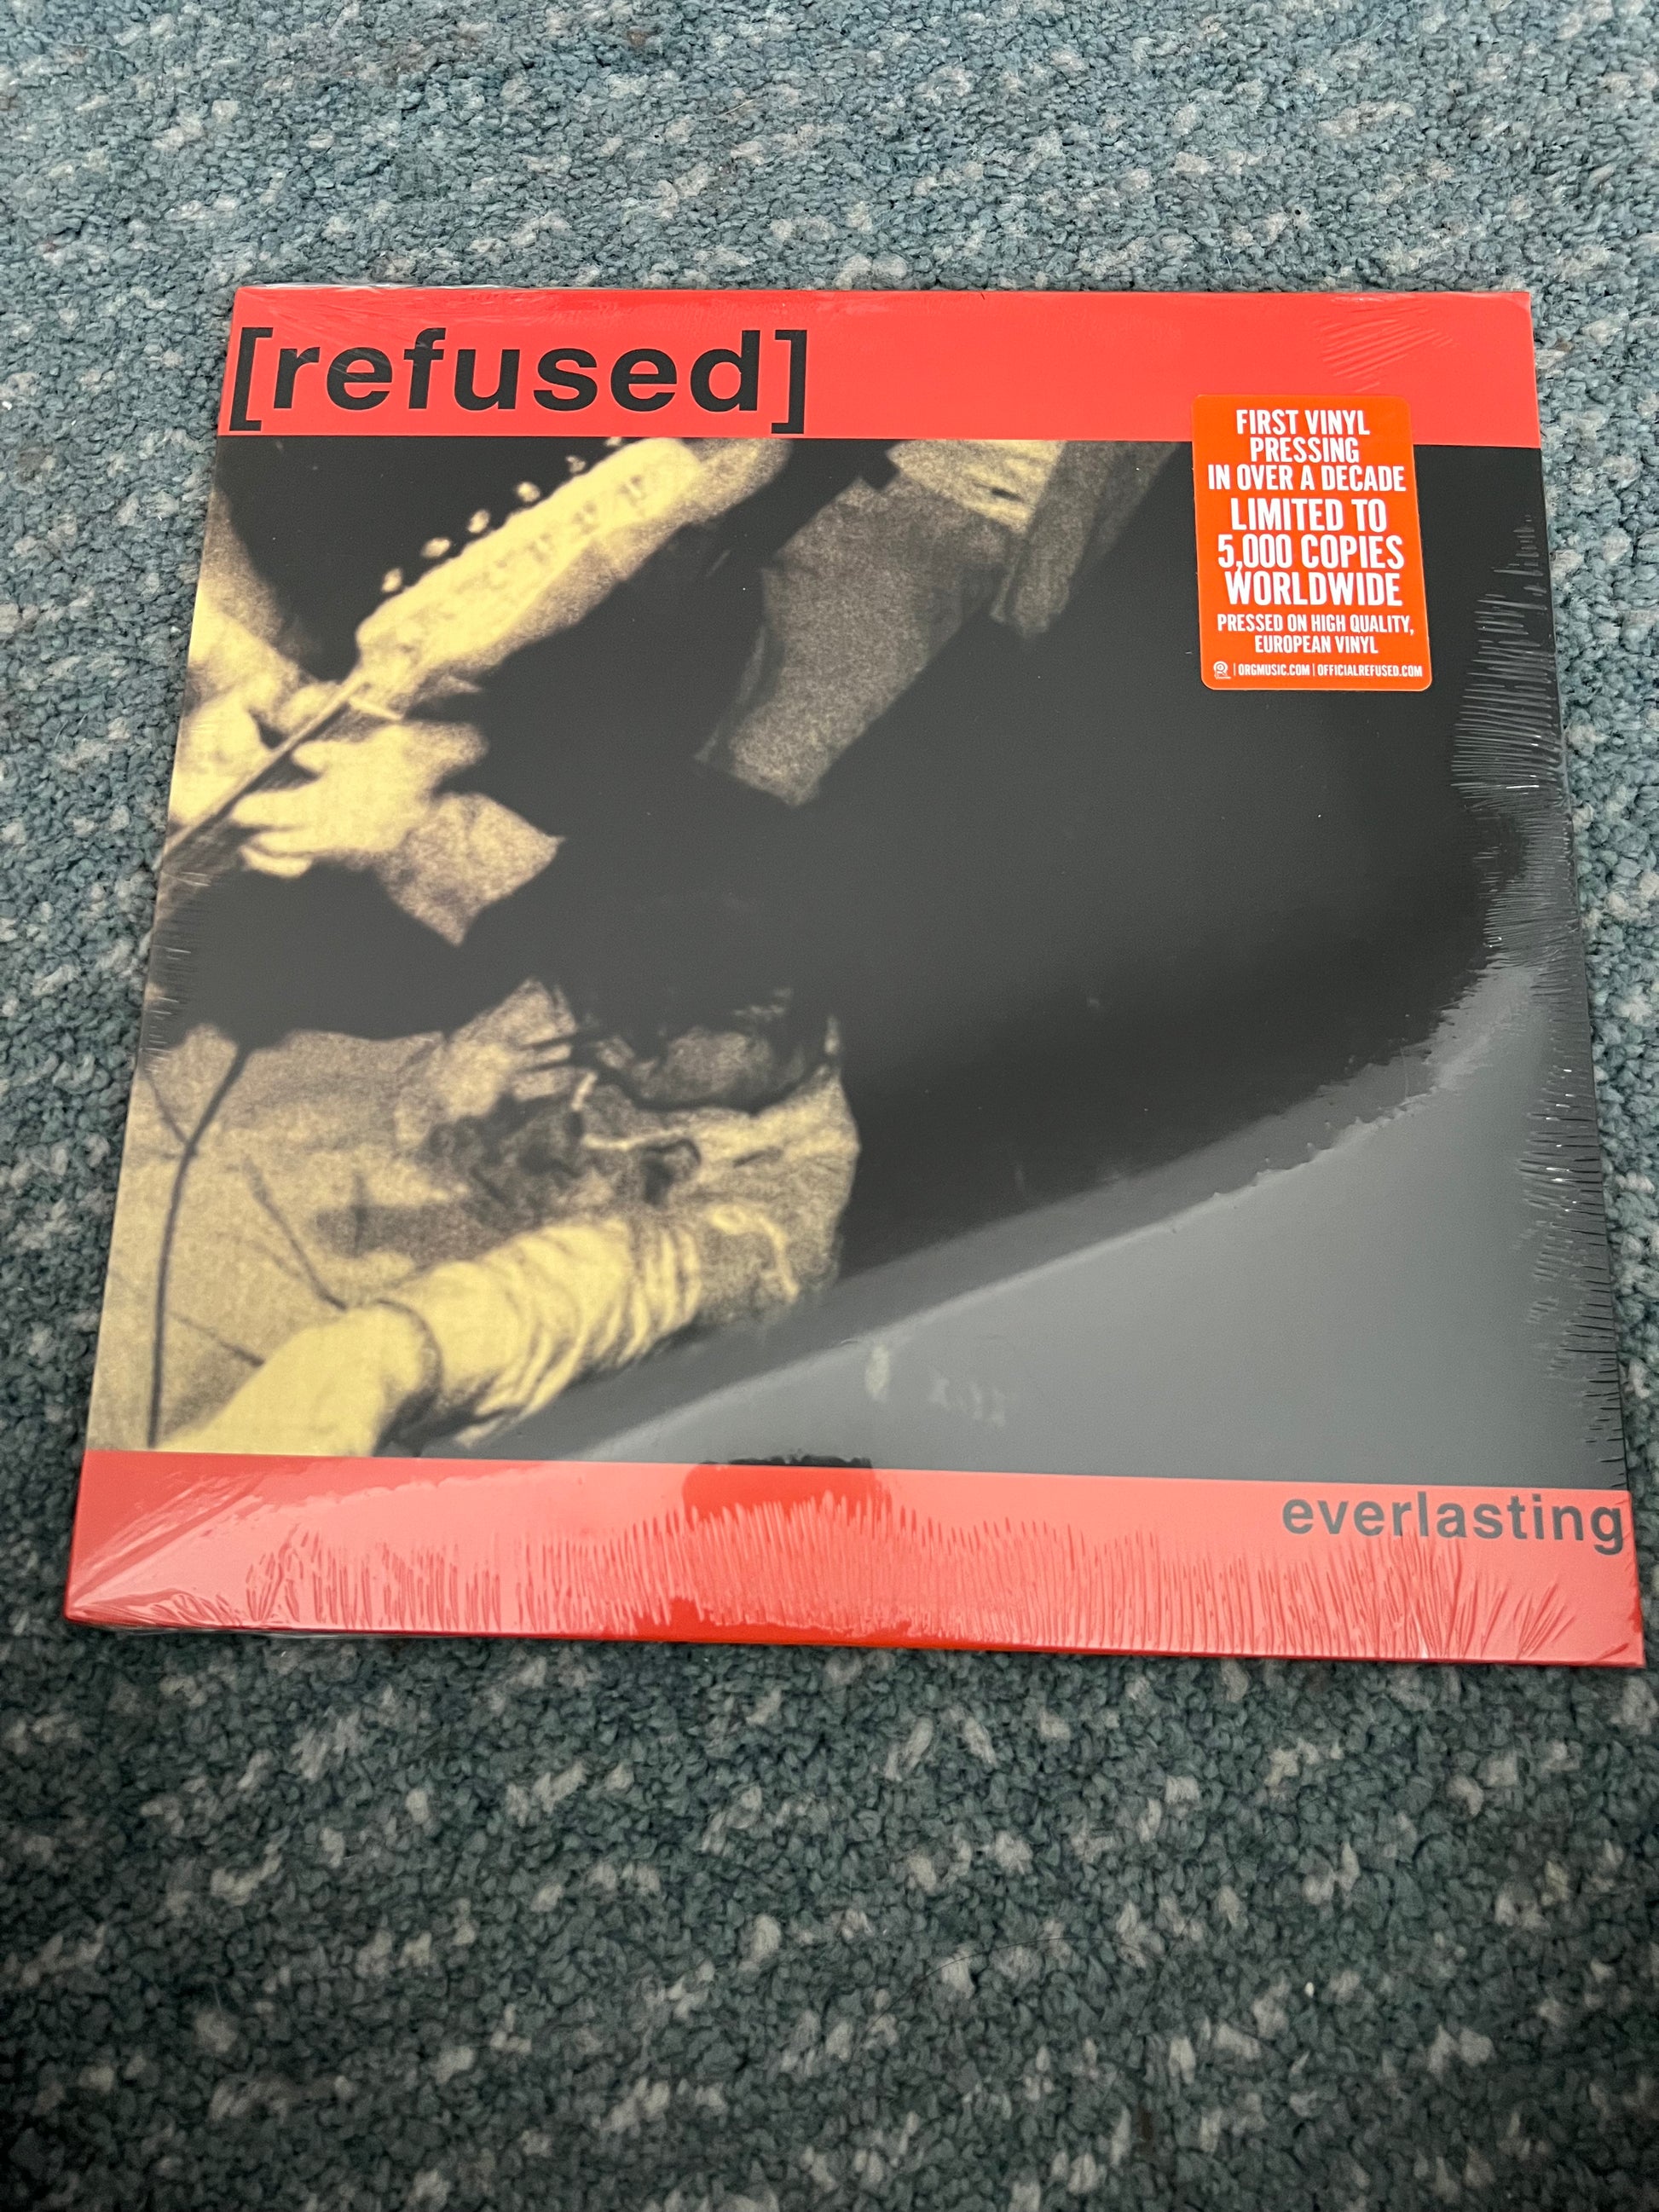 [refused]
FIRST VINYL
PRESSING
IN OVER A DECADE
LIMITED TO
5,000 COPIES
WORLDWIDE
PRESSED ON HIGH QUALITY,
EUROPEAN VINYL
| ORGMUSIC.COM | OFFICIALREFUSED.COM
everlasting